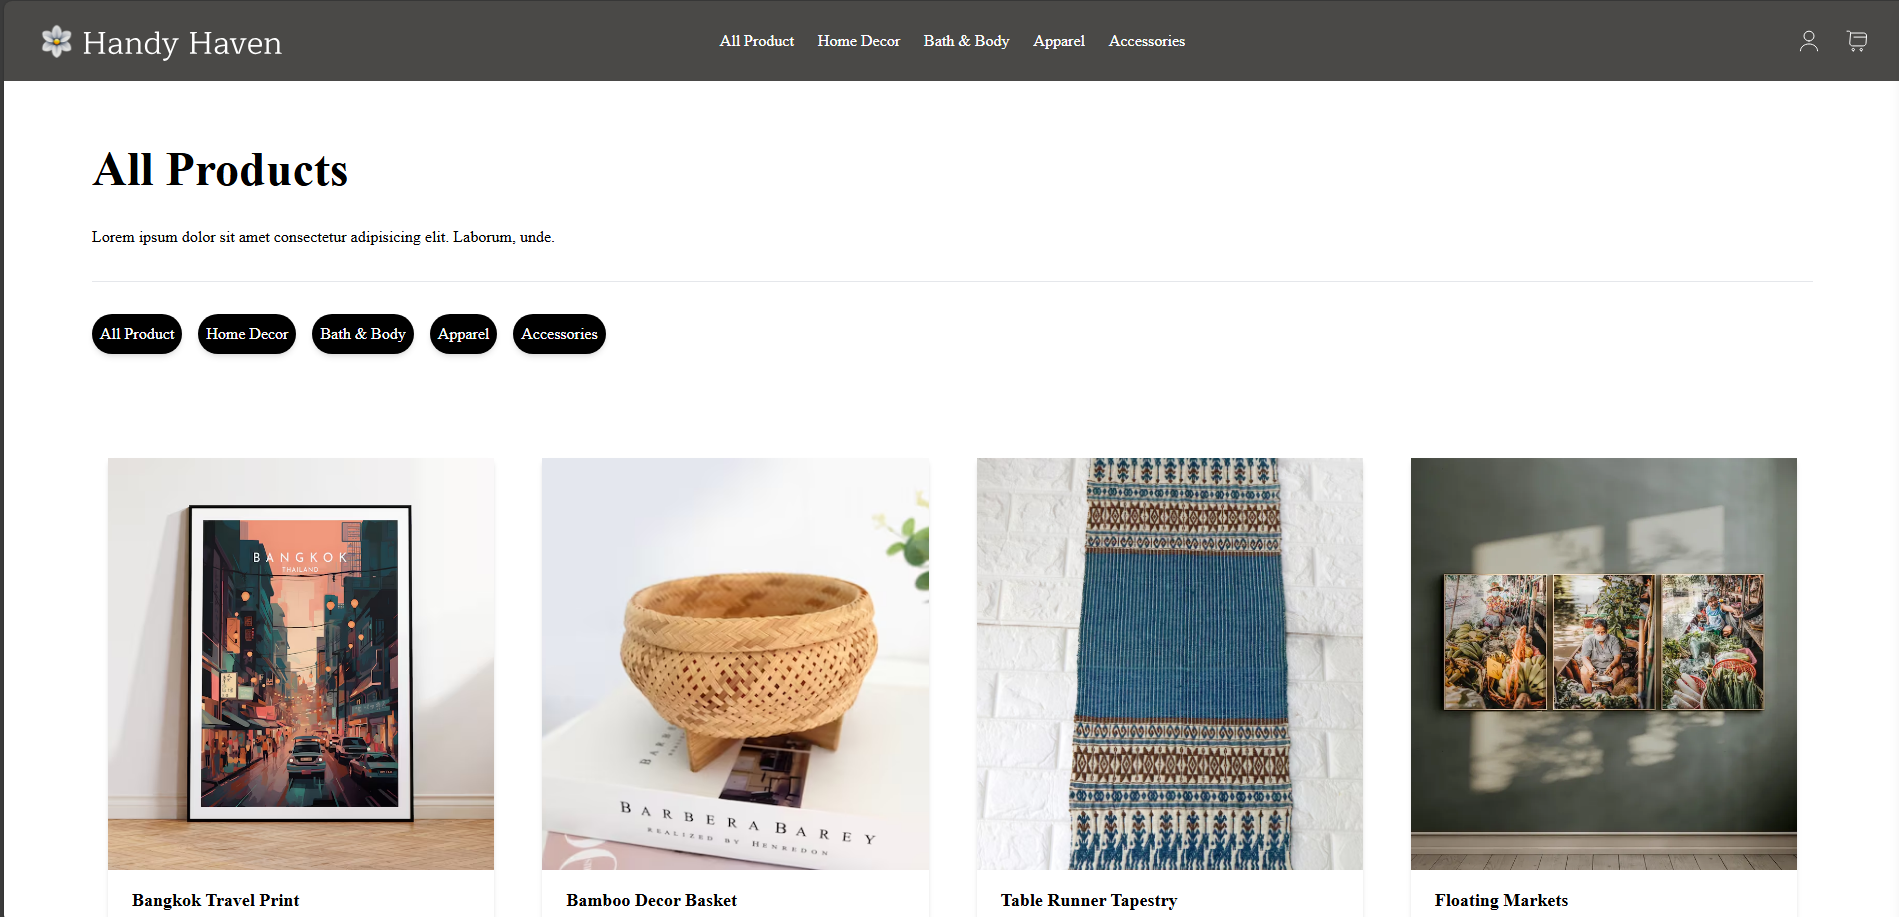 Handy Haven
All Product Home Decor Bath & Body Apparel Accessories
All Products
Lorem ipsum dolor sit amet consectetur adipisicing elit. Laborum, unde.
All Product Home Decor Bath & Body Apparel Accessories
BANGKOK
THAILAND
BARBERA BAREY
REALIZED BY HENREDON
Bangkok Travel Print
Bamboo Decor Basket
Table Runner Tapestry
Floating Markets